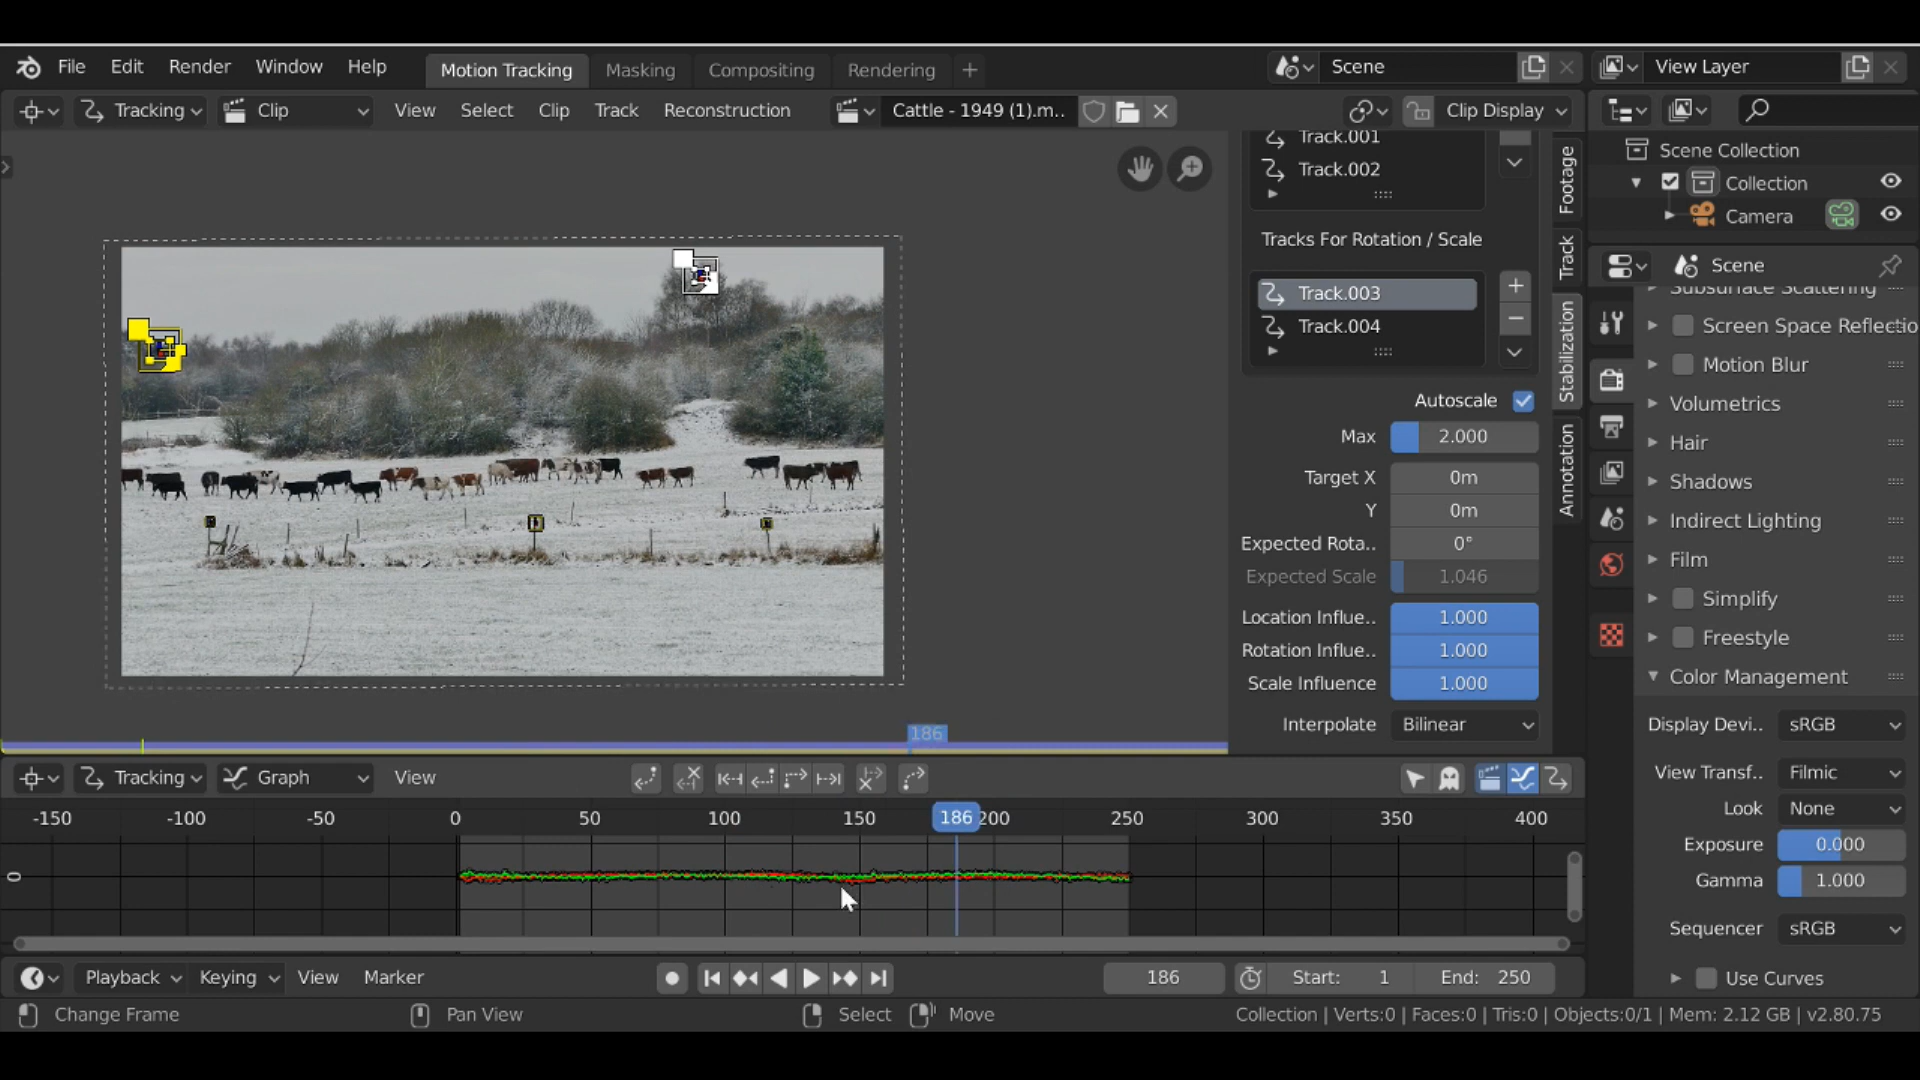 File Edit Render Window Help Motion Tracking Masking Compositing Rendering + Scene View Layer
Tracking Clip View Select Clip Track Reconstruction Cattle - 1949 (1).m.. Clip Display
Track.001
Track.002
Tracks For Rotation / Scale
Track.003
Track.004
Autoscale
Max 2.000
Target X 0m
Y 0m
Expected Rota.. 0°
Expected Scale 1.046
Location Influe.. 1.000
Rotation Influe.. 1.000
Scale Influence 1.000
Interpolate Bilinear
Footage
Track
Stabilization
Annotation
Scene Collection
Collection
Camera
Scene
Subsurface Scattering
Screen Space Reflectio
Motion Blur
Volumetrics
Hair
Shadows
Indirect Lighting
Film
Simplify
Freestyle
Color Management
Display Devi.. sRGB
View Transf.. Filmic
Look None
Exposure 0.000
Gamma 1.000
Sequencer sRGB
Use Curves
186
Tracking Graph View
-150 -100 -50 0 50 100 150 186 200 250 300 350 400
0
Playback Keying View Marker 186 Start: 1 End: 250
Change Frame Pan View Select Move Collection | Verts:0 | Faces:0 | Tris:0 | Objects:0/1 | Mem: 2.12 GB | v2.80.75